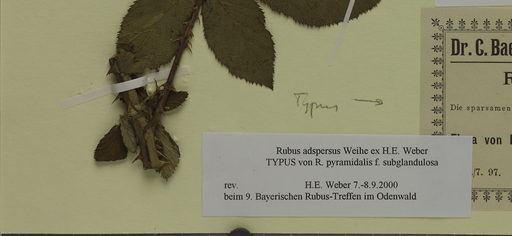 Dr. C. Bae
R
Typus →
Die sparsamen
von
/7. 97.
Rubus adspersus Weihe ex H.E. Weber
TYPUS von R. pyramidalis f. subglandulosa
rev. H.E. Weber 7.-8.9.2000
beim 9. Bayerischen Rubus-Treffen im Odenwald